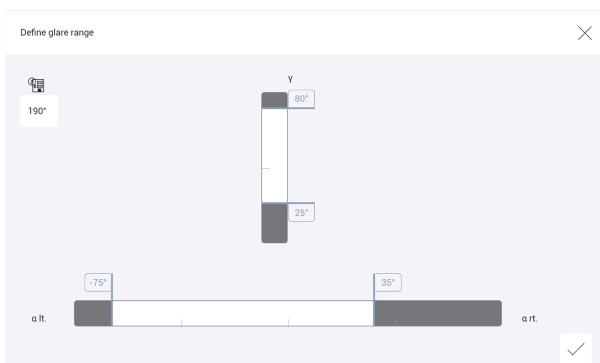 Define glare range
190°
γ
80°
25°
-75°
35°
α lt.
α rt.